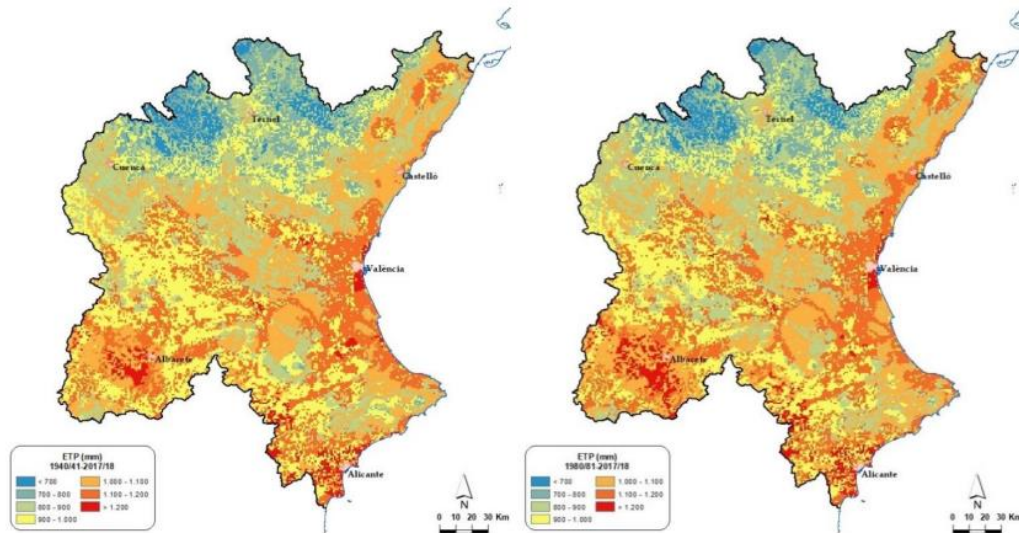 Teruel
Cuenca
Castelló
València
Albacete
Alicante
ETP (mm)
1940/41-2017/18
< 700
700 - 800
800 - 900
900 - 1.000
1.000 - 1.100
1.100 - 1.200
> 1.200
N
0 10 20 30 Km
Teruel
Cuenca
Castelló
València
Albacete
Alicante
ETP (mm)
1980/81-2017/18
< 700
700 - 800
800 - 900
900 - 1.000
1.000 - 1.100
1.100 - 1.200
> 1.200
N
0 10 20 30 Km